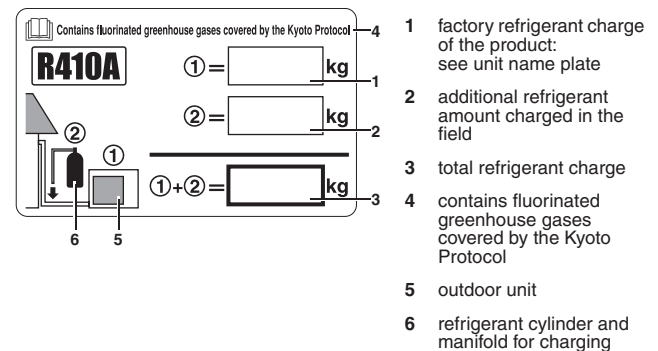 Contains fluorinated greenhouse gases covered by the Kyoto Protocol
4
R410A
①=
kg
1
②=
kg
2
②
①
①+②=
kg
3
6
5
1 factory refrigerant charge
of the product:
see unit name plate
2 additional refrigerant
amount charged in the
field
3 total refrigerant charge
4 contains fluorinated
greenhouse gases
covered by the Kyoto
Protocol
5 outdoor unit
6 refrigerant cylinder and
manifold for charging